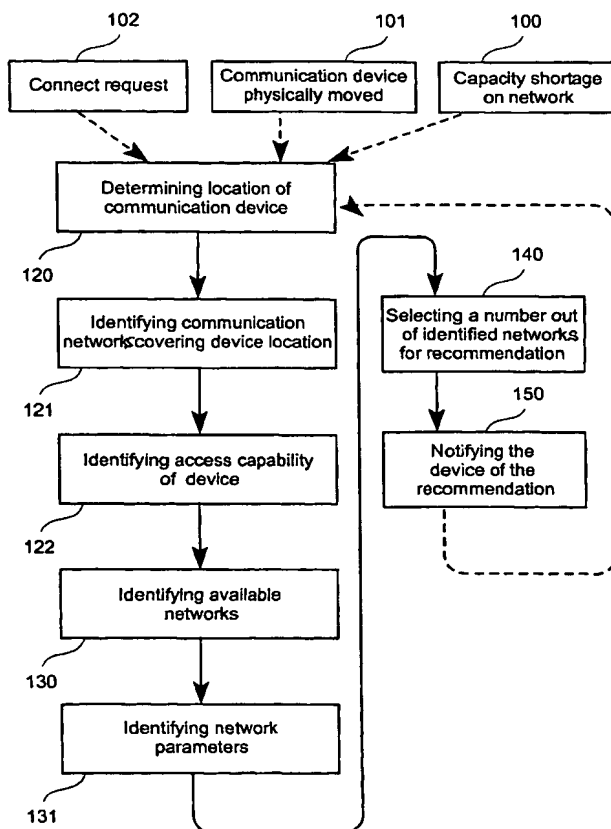 102
Connect request
101
Communication device
physically moved
100
Capacity shortage
on network
Determining location of
communication device
120
Identifying communication
networks covering device location
121
Identifying access capability
of device
122
Identifying available
networks
130
Identifying network
parameters
131
140
Selecting a number out
of identified networks
for recommendation
150
Notifying the
device of the
recommendation